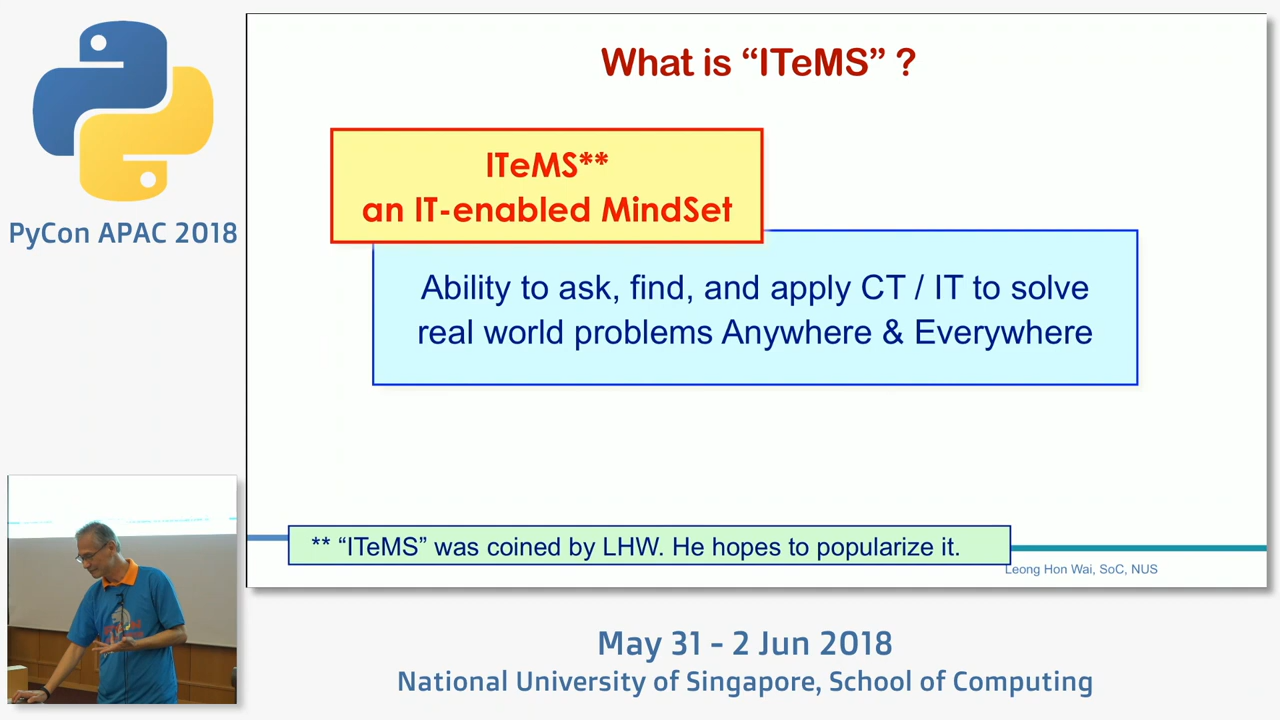 What is “ITeMS” ?
ITeMS**
an IT-enabled MindSet
Ability to ask, find, and apply CT / IT to solve
real world problems Anywhere & Everywhere
** “ITeMS” was coined by LHW. He hopes to popularize it.
Leong Hon Wai, SoC, NUS
PyCon APAC 2018
May 31 - 2 Jun 2018
National University of Singapore, School of Computing